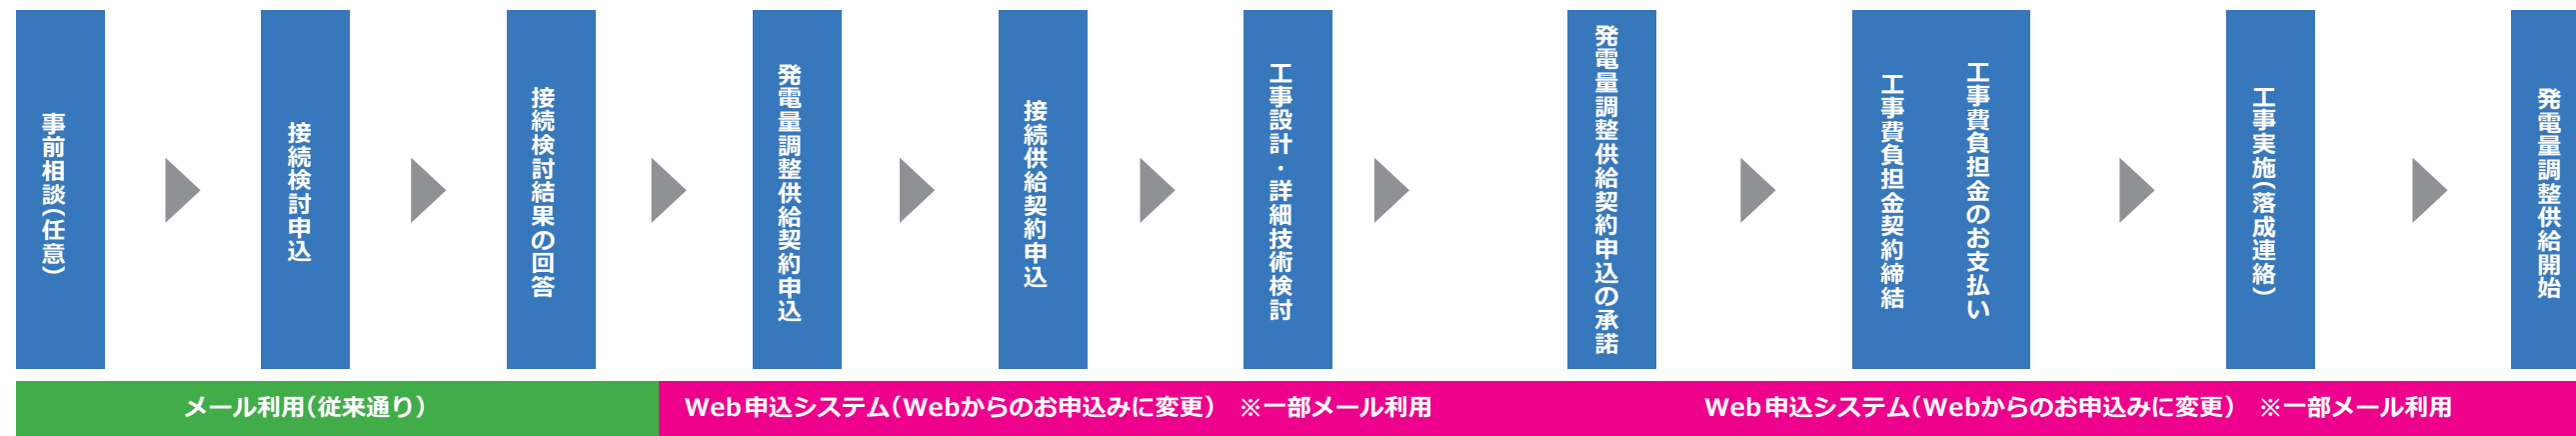 事前相談(任意)
接続検討申込
接続検討結果の回答
発電量調整供給契約申込
接続供給契約申込
工事設計・詳細技術検討
発電量調整供給契約申込の承諾
工事費負担金のお支払い
工事費負担金契約締結
工事実施(落成連絡)
発電量調整供給開始
メール利用(従来通り)
Web申込システム(Webからのお申込みに変更) ※一部メール利用
Web申込システム(Webからのお申込みに変更) ※一部メール利用